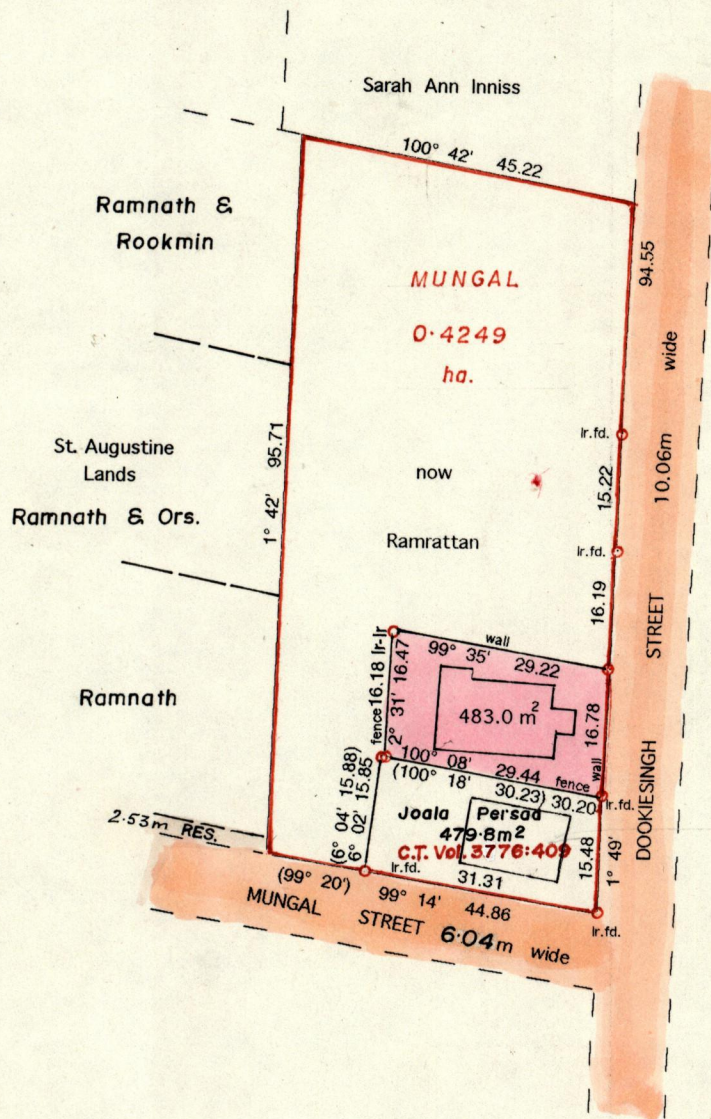 Sarah Ann Inniss
100° 42' 45.22
Ramnath &
Rookmin
MUNGAL
0.4249
ha.
94.55
wide
10.06m
STREET
DOOKIESINGH
St. Augustine
Lands
Ramnath & Ors.
1° 42' 95.71
now
Ramrattan
Ir.fd.
15.22
Ir.fd.
16.19
wall
99° 35' 29.22
Ramnath
fence 16.18 Ir-Ir
2° 31' 16.47
483.0 m²
16.78
wall
100° 08' 29.44 fence
(100° 18' 30.23) 30.20
Ir.fd.
(6° 04' 15.88)
6° 02' 15.85
Joala Persad
479.8m²
C.T. Vol. 3776:409
15.48
1° 49'
2.53m RES.
Ir.fd.
31.31
(99° 20') 99° 14' 44.86
Ir.fd.
MUNGAL STREET 6.04m wide